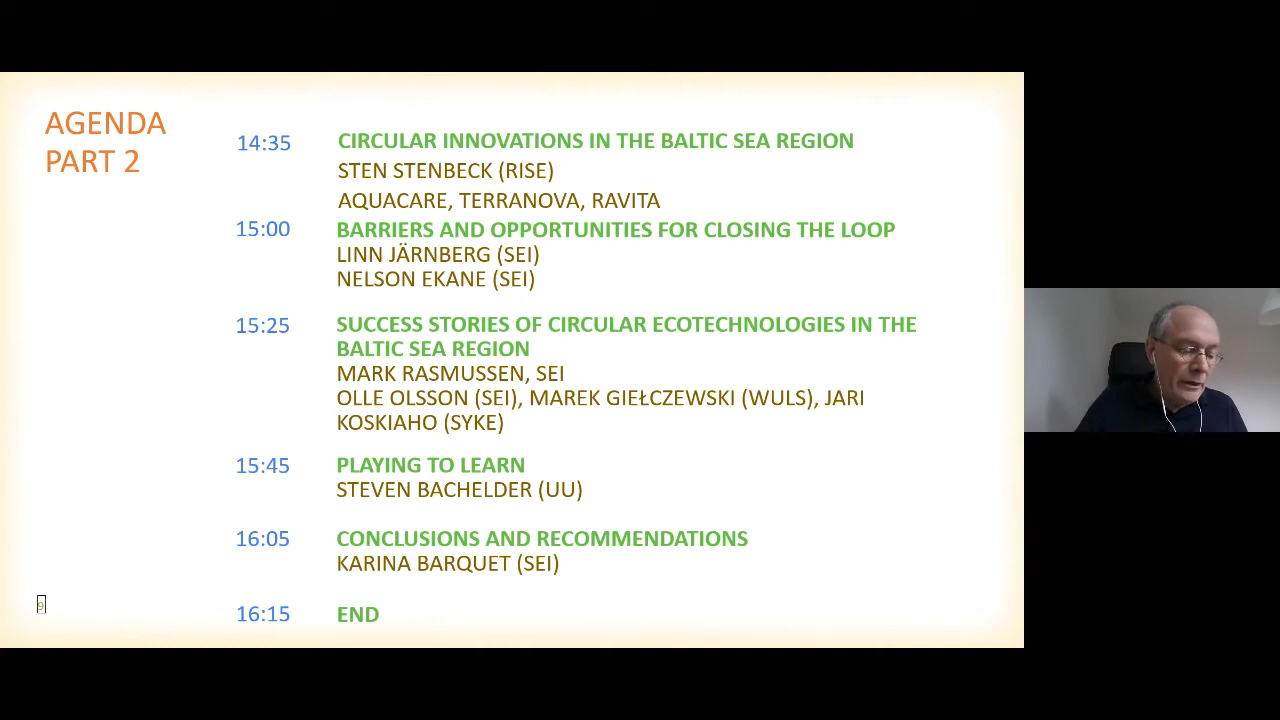 AGENDA
PART 2
14:35 CIRCULAR INNOVATIONS IN THE BALTIC SEA REGION
STEN STENBECK (RISE)
AQUACARE, TERRANOVA, RAVITA
15:00 BARRIERS AND OPPORTUNITIES FOR CLOSING THE LOOP
LINN JÄRNBERG (SEI)
NELSON EKANE (SEI)
15:25 SUCCESS STORIES OF CIRCULAR ECOTECHNOLOGIES IN THE
BALTIC SEA REGION
MARK RASMUSSEN, SEI
OLLE OLSSON (SEI), MAREK GIEŁCZEWSKI (WULS), JARI
KOSKIAHO (SYKE)
15:45 PLAYING TO LEARN
STEVEN BACHELDER (UU)
16:05 CONCLUSIONS AND RECOMMENDATIONS
KARINA BARQUET (SEI)
9
16:15 END